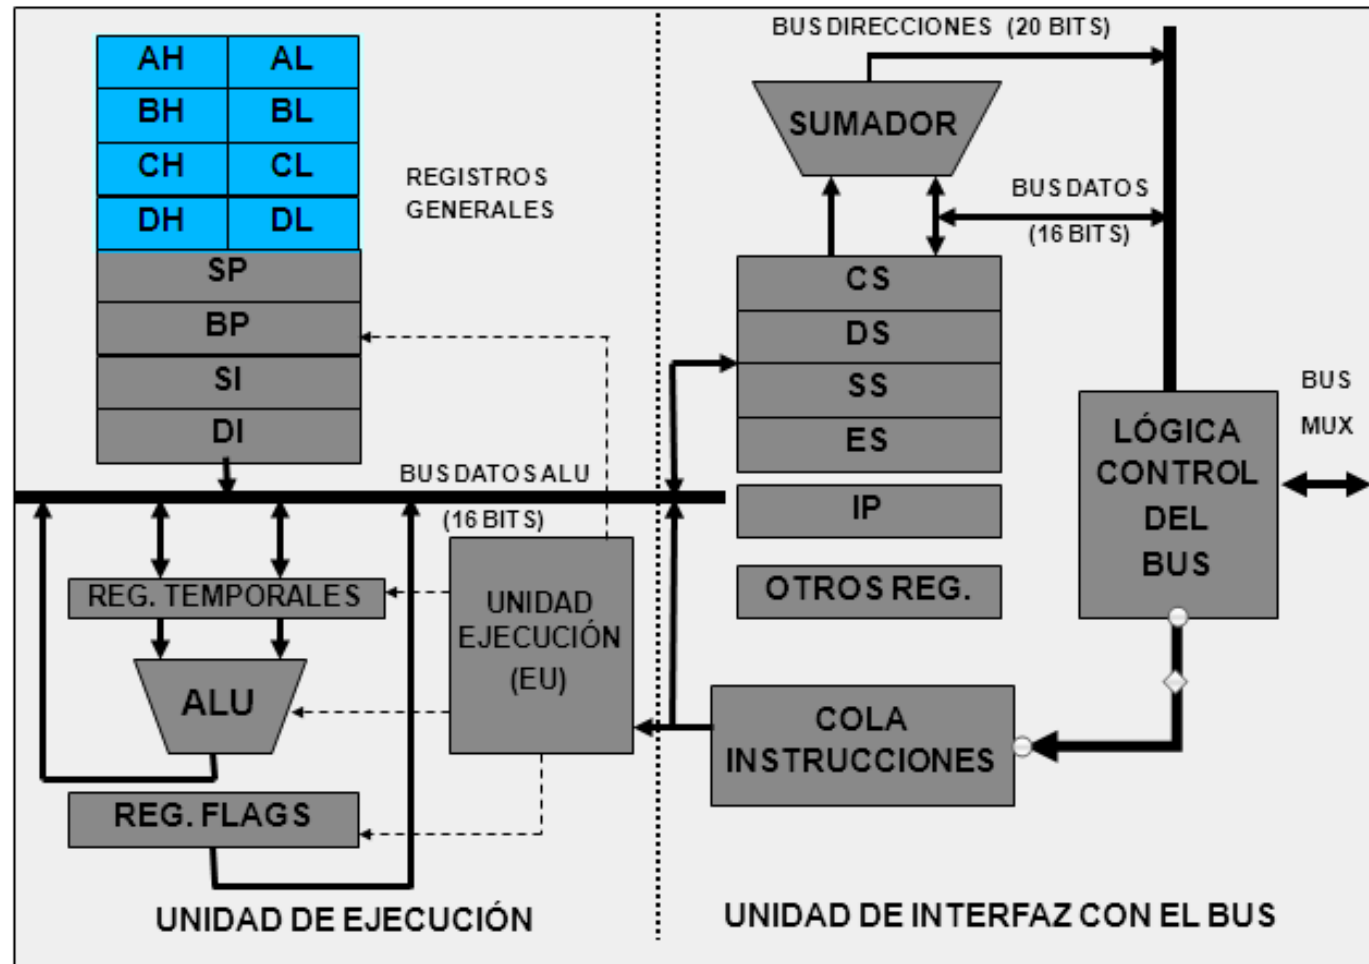 AH AL
BH BL
CH CL
DH DL
SP
BP
SI
DI
REGISTROS
GENERALES
BUS DATOS ALU
(16 BITS)
REG. TEMPORALES
ALU
REG. FLAGS
UNIDAD
EJECUCIÓN
(EU)
UNIDAD DE EJECUCIÓN
BUS DIRECCIONES (20 BITS)
SUMADOR
BUS DATOS
(16 BITS)
CS
DS
SS
ES
IP
OTROS REG.
LÓGICA
CONTROL
DEL
BUS
BUS
MUX
COLA
INSTRUCCIONES
UNIDAD DE INTERFAZ CON EL BUS